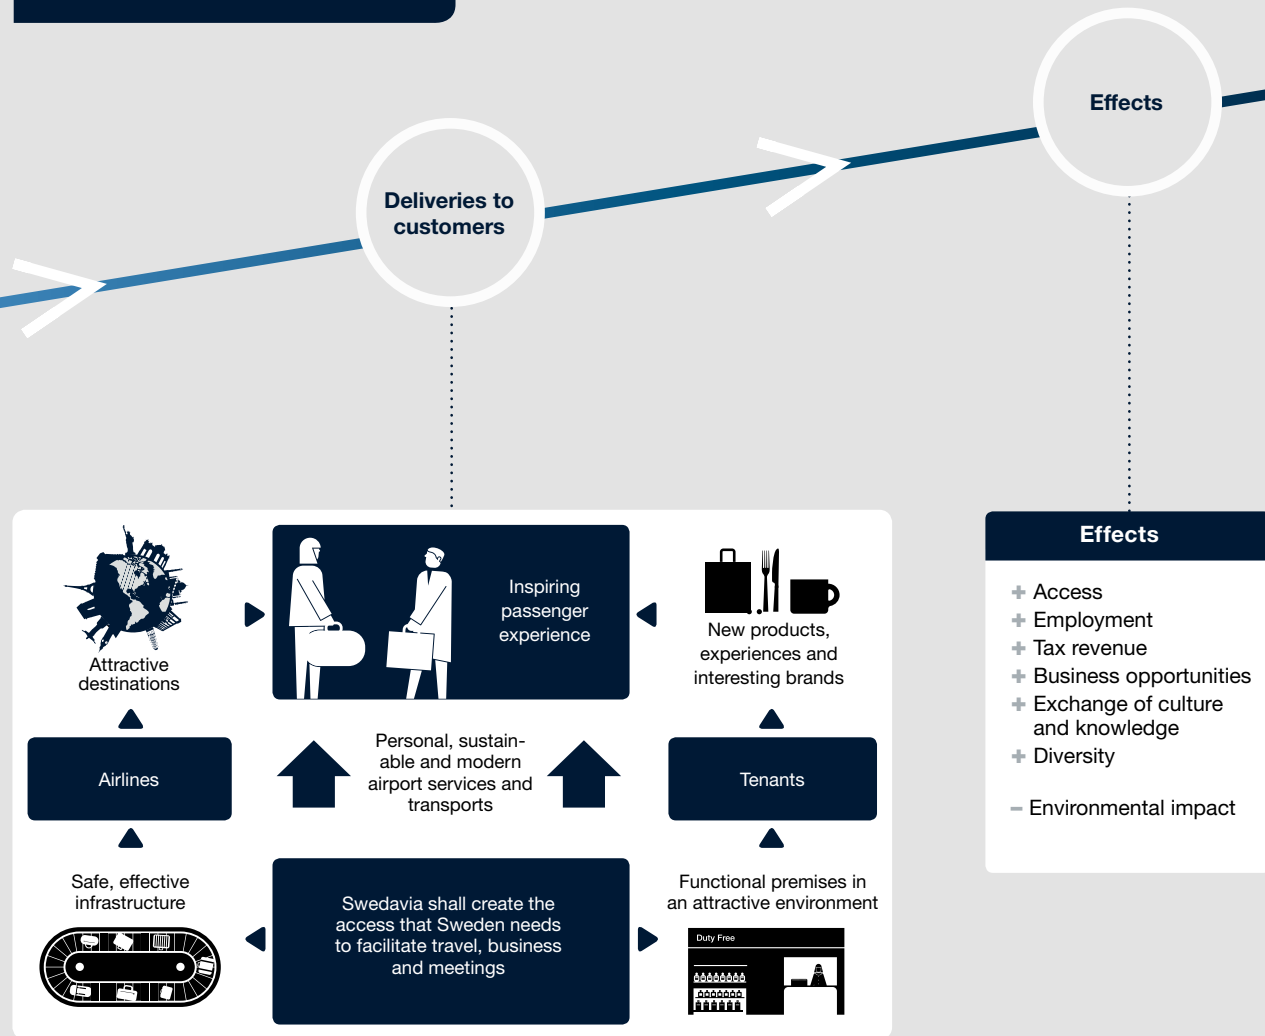 Effects
Deliveries to
customers
Attractive
destinations
Inspiring
passenger
experience
New products,
experiences and
interesting brands
Airlines
Personal, sustain-
able and modern
airport services and
transports
Tenants
Safe, effective
infrastructure
Swedavia shall create the
access that Sweden needs
to facilitate travel, business
and meetings
Functional premises in
an attractive environment
Duty Free
Effects
+ Access
+ Employment
+ Tax revenue
+ Business opportunities
+ Exchange of culture
and knowledge
+ Diversity
– Environmental impact